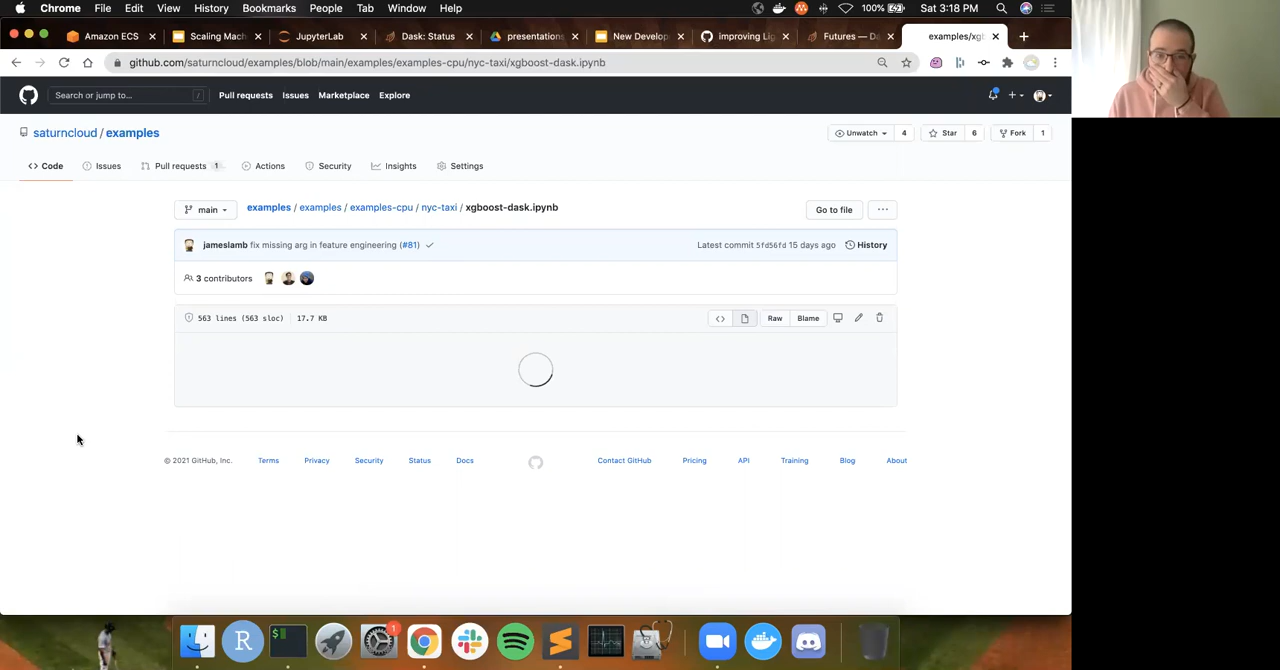 Chrome File Edit View History Bookmarks People Tab Window Help 100% Sat 3:18 PM
Amazon ECS Scaling Mach JupyterLab Dask: Status presentations New Develop improving Lig Futures — Da examples/xgb
github.com/saturncloud/examples/blob/main/examples/examples-cpu/nyc-taxi/xgboost-dask.ipynb
Search or jump to... / Pull requests Issues Marketplace Explore
saturncloud / examples Unwatch 4 Star 6 Fork 1
<> Code Issues Pull requests 1 Actions Security Insights Settings
main examples / examples / examples-cpu / nyc-taxi / xgboost-dask.ipynb Go to file ...
jameslamb fix missing arg in feature engineering (#81) Latest commit 5fd56fd 15 days ago History
3 contributors
563 lines (563 sloc) 17.7 KB <> Raw Blame
© 2021 GitHub, Inc. Terms Privacy Security Status Docs Contact GitHub Pricing API Training Blog About
R $ 1